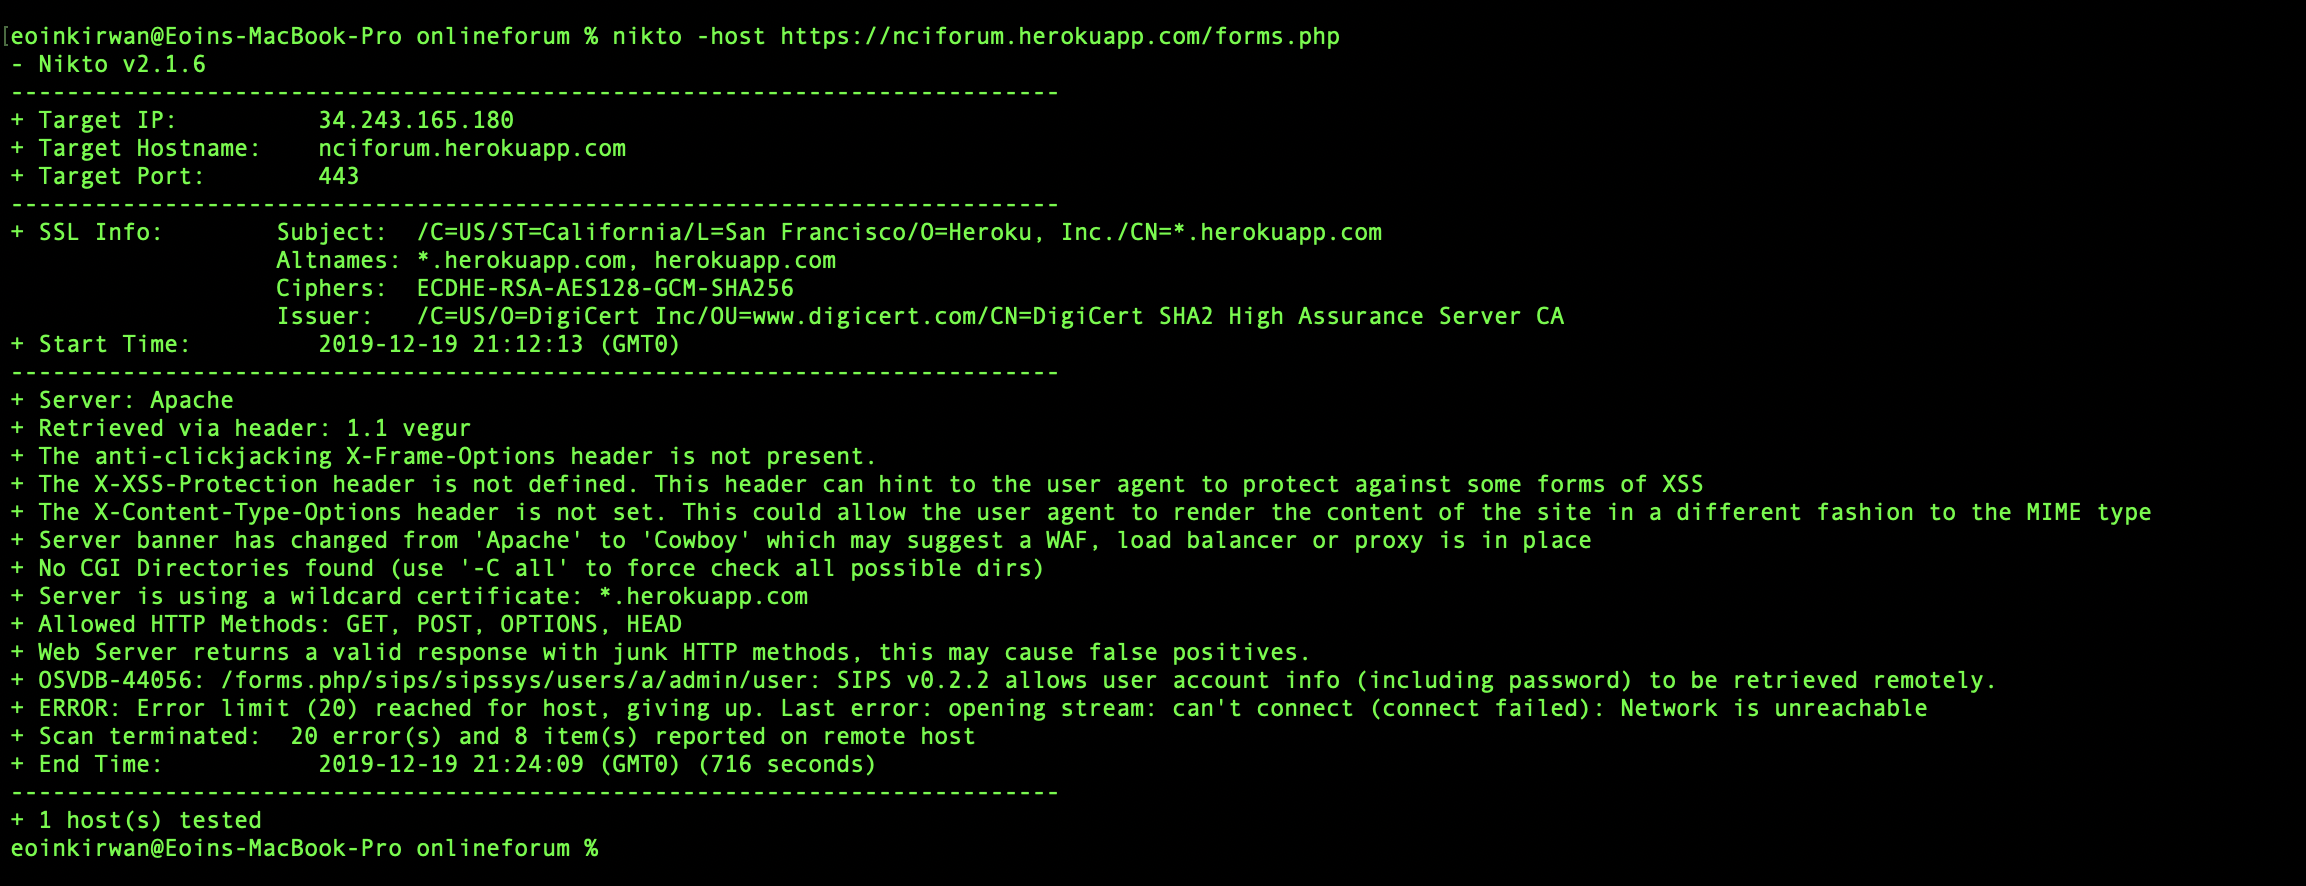 [eoinkirwan@Eoins-MacBook-Pro onlineforum % nikto -host https://nciforum.herokuapp.com/forms.php
- Nikto v2.1.6
---------------------------------------------------------------------------
+ Target IP:          34.243.165.180
+ Target Hostname:    nciforum.herokuapp.com
+ Target Port:        443
---------------------------------------------------------------------------
+ SSL Info:        Subject:  /C=US/ST=California/L=San Francisco/O=Heroku, Inc./CN=*.herokuapp.com
                   Altnames: *.herokuapp.com, herokuapp.com
                   Ciphers:  ECDHE-RSA-AES128-GCM-SHA256
                   Issuer:   /C=US/O=DigiCert Inc/OU=www.digicert.com/CN=DigiCert SHA2 High Assurance Server CA
+ Start Time:         2019-12-19 21:12:13 (GMT0)
---------------------------------------------------------------------------
+ Server: Apache
+ Retrieved via header: 1.1 vegur
+ The anti-clickjacking X-Frame-Options header is not present.
+ The X-XSS-Protection header is not defined. This header can hint to the user agent to protect against some forms of XSS
+ The X-Content-Type-Options header is not set. This could allow the user agent to render the content of the site in a different fashion to the MIME type
+ Server banner has changed from 'Apache' to 'Cowboy' which may suggest a WAF, load balancer or proxy is in place
+ No CGI Directories found (use '-C all' to force check all possible dirs)
+ Server is using a wildcard certificate: *.herokuapp.com
+ Allowed HTTP Methods: GET, POST, OPTIONS, HEAD
+ Web Server returns a valid response with junk HTTP methods, this may cause false positives.
+ OSVDB-44056: /forms.php/sips/sipssys/users/a/admin/user: SIPS v0.2.2 allows user account info (including password) to be retrieved remotely.
+ ERROR: Error limit (20) reached for host, giving up. Last error: opening stream: can't connect (connect failed): Network is unreachable
+ Scan terminated:  20 error(s) and 8 item(s) reported on remote host
+ End Time:           2019-12-19 21:24:09 (GMT0) (716 seconds)
---------------------------------------------------------------------------
+ 1 host(s) tested
eoinkirwan@Eoins-MacBook-Pro onlineforum %